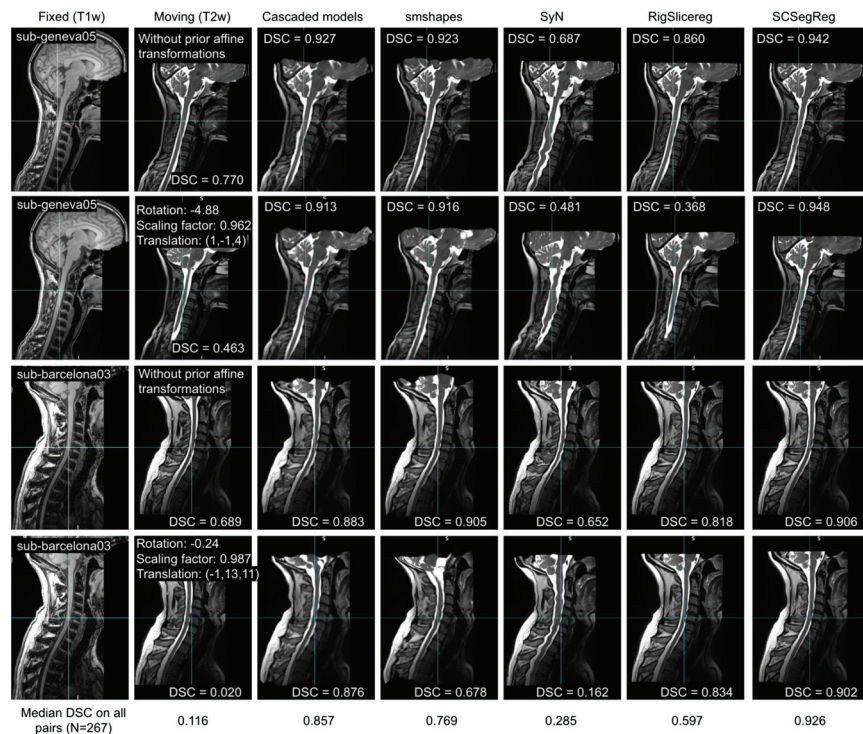 Fixed (T1w) Moving (T2w) Cascaded models smshapes SyN RigSlicereg SCSegReg
sub-geneva05 Without prior affine transformations DSC = 0.927 DSC = 0.923 DSC = 0.687 DSC = 0.860 DSC = 0.942
DSC = 0.770
sub-geneva05 Rotation: -4.88 DSC = 0.913 DSC = 0.916 DSC = 0.481 DSC = 0.368 DSC = 0.948
Scaling factor: 0.962
Translation: (1,-1,4)
DSC = 0.463
sub-barcelona03 Without prior affine transformations
DSC = 0.689 DSC = 0.883 DSC = 0.905 DSC = 0.652 DSC = 0.818 DSC = 0.906
sub-barcelona03 Rotation: -0.24
Scaling factor: 0.987
Translation: (-1,13,11)
DSC = 0.020 DSC = 0.876 DSC = 0.678 DSC = 0.162 DSC = 0.834 DSC = 0.902
Median DSC on all pairs (N=267) 0.116 0.857 0.769 0.285 0.597 0.926